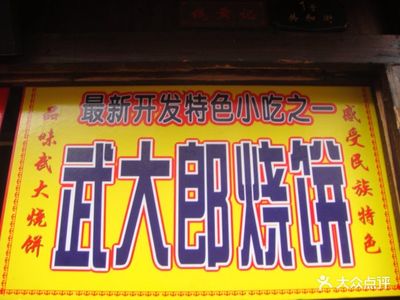 最新开发特色小吃之一
品味武大烧饼
武大郎烧饼
感受民族特色
大众点评